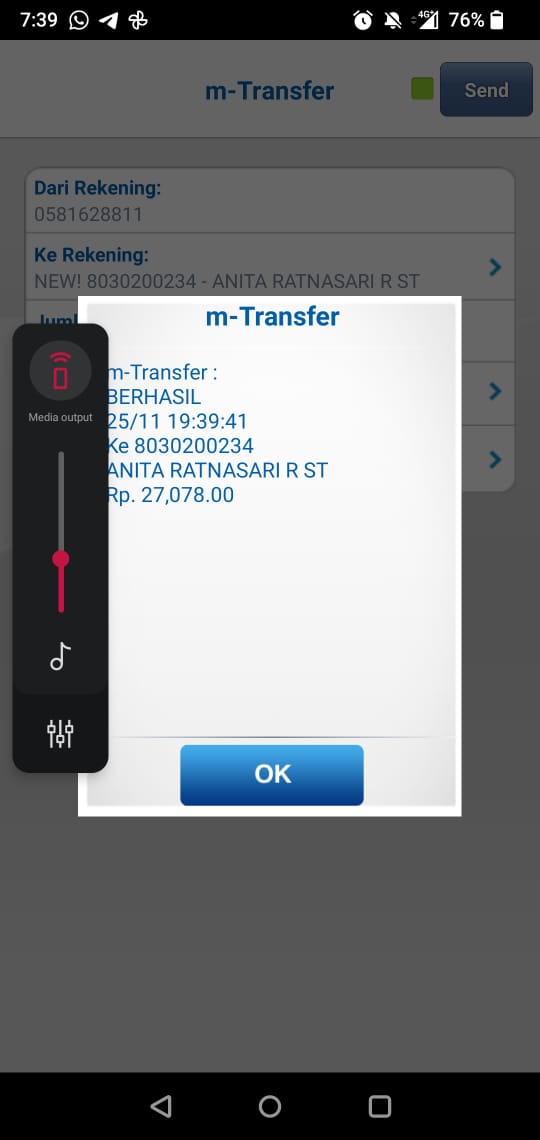 7:39
4G+
76%
m-Transfer
Send
Dari Rekening:
0581628811
Ke Rekening:
NEW! 8030200234 - ANITA RATNASARI R ST
Juml
m-Transfer
Media output
m-Transfer :
BERHASIL
25/11 19:39:41
Ke 8030200234
ANITA RATNASARI R ST
Rp. 27,078.00
OK